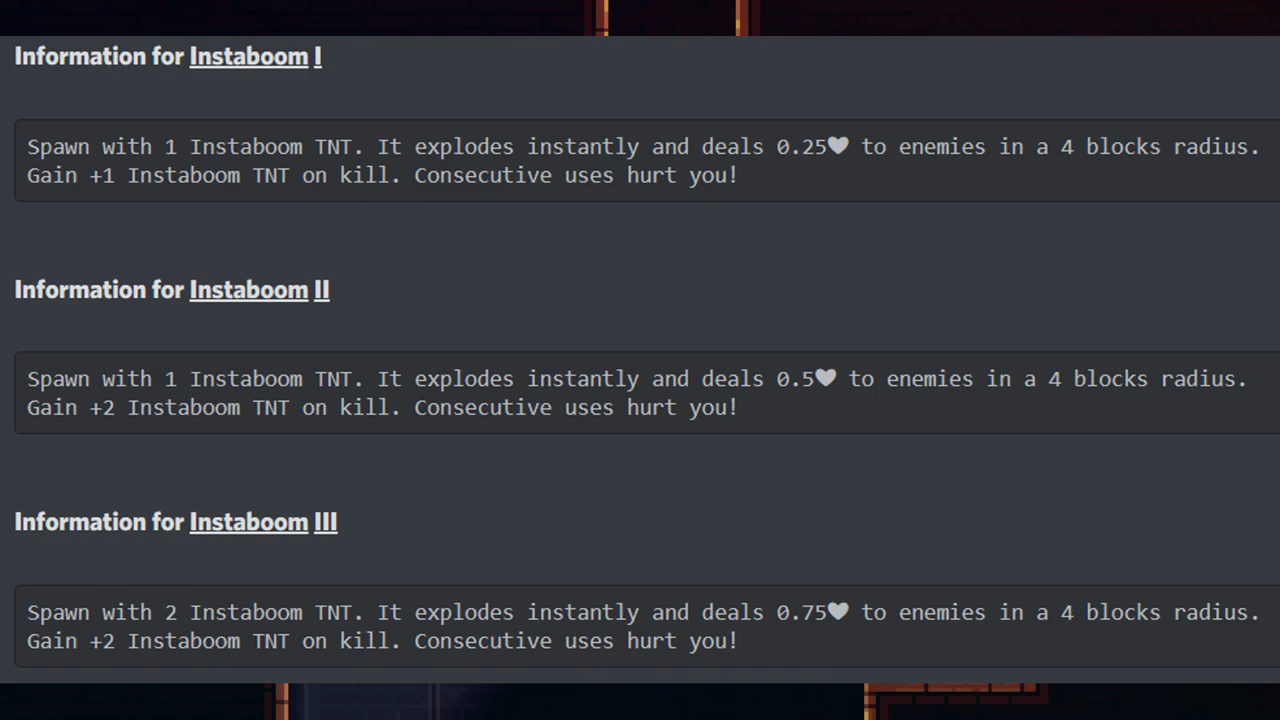 Information for Instaboom I
Spawn with 1 Instaboom TNT. It explodes instantly and deals 0.25♥ to enemies in a 4 blocks radius.
Gain +1 Instaboom TNT on kill. Consecutive uses hurt you!
Information for Instaboom II
Spawn with 1 Instaboom TNT. It explodes instantly and deals 0.5♥ to enemies in a 4 blocks radius.
Gain +2 Instaboom TNT on kill. Consecutive uses hurt you!
Information for Instaboom III
Spawn with 2 Instaboom TNT. It explodes instantly and deals 0.75♥ to enemies in a 4 blocks radius.
Gain +2 Instaboom TNT on kill. Consecutive uses hurt you!